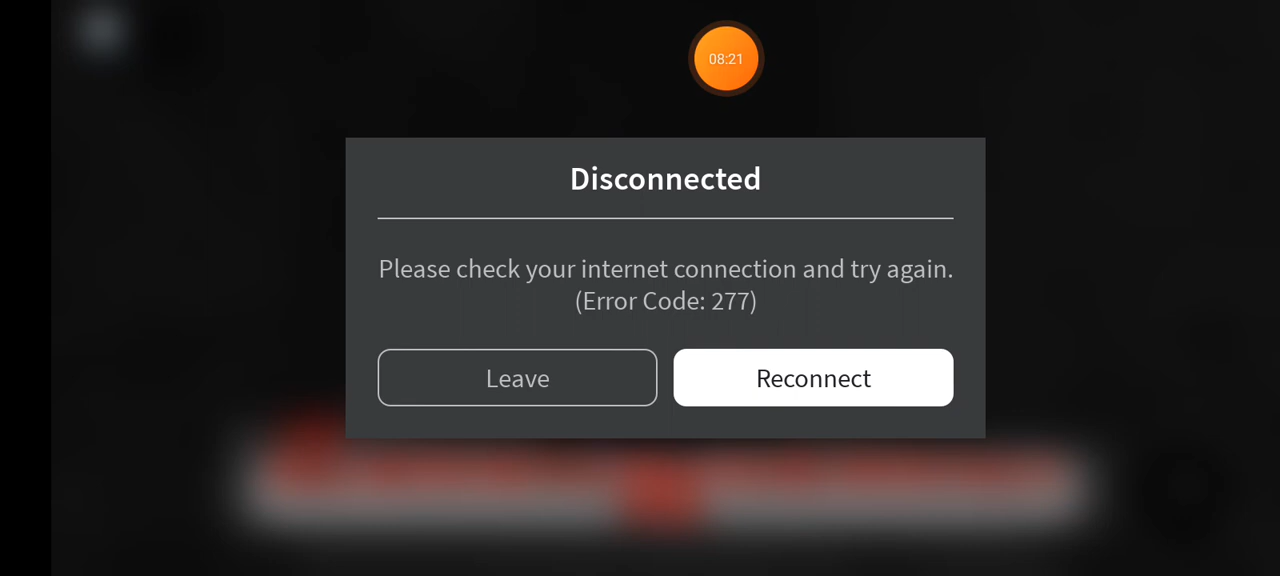 08:21
Disconnected
Please check your internet connection and try again.
(Error Code: 277)
Leave
Reconnect